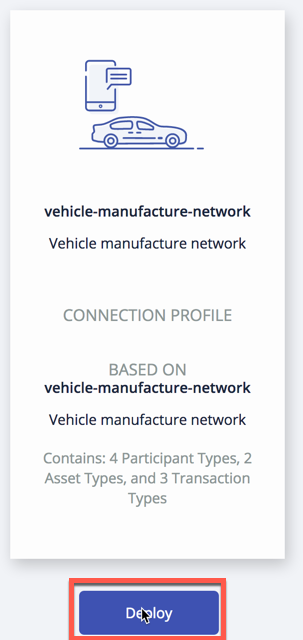 vehicle-manufacture-network
Vehicle manufacture network
CONNECTION PROFILE
BASED ON
vehicle-manufacture-network
Vehicle manufacture network
Contains: 4 Participant Types, 2
Asset Types, and 3 Transaction
Types
Deploy